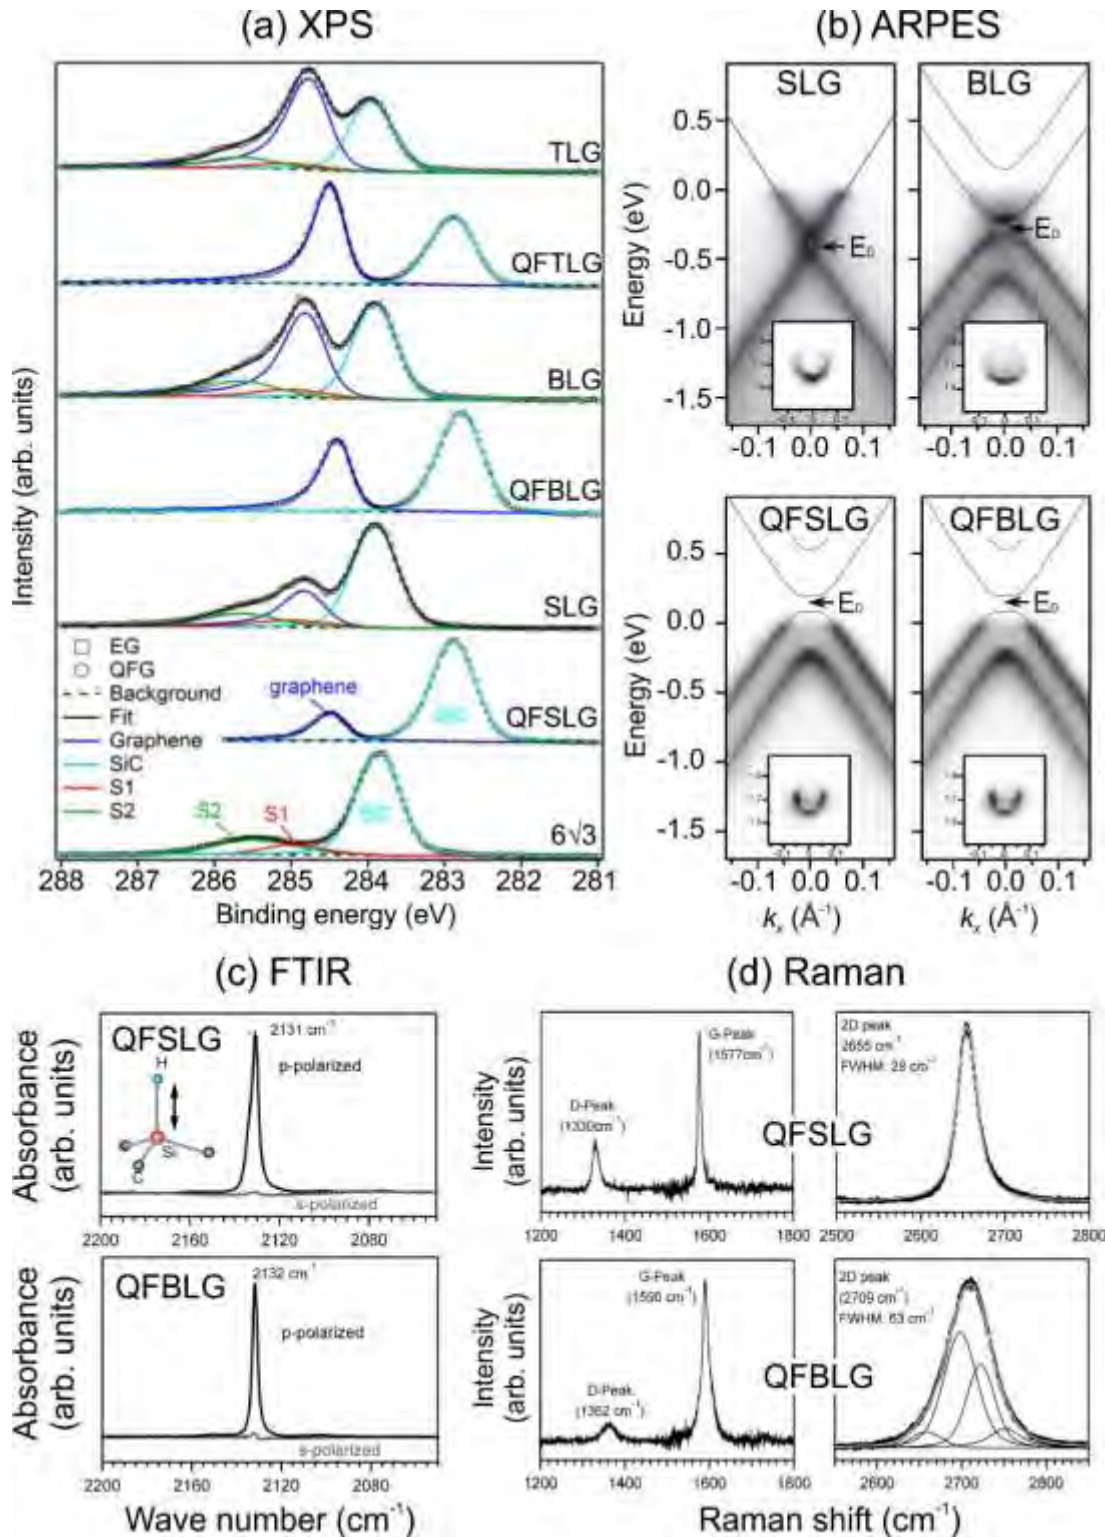 (a) XPS
TLG
QFTLG
BLG
QFBLG
SLG
QFSLG
6√3
graphene
S2
S1
EG
QFG
Background
Fit
Graphene
SiC
S1
S2
Intensity (arb. units)
288 287 286 285 284 283 282 281
Binding energy (eV)
(b) ARPES
SLG
BLG
0.5
0.0
-0.5
-1.0
-1.5
Energy (eV)
E_D
E_D
-0.1 0.0 0.1
-0.1 0.0 0.1
QFSLG
QFBLG
0.5
0.0
-0.5
-1.0
-1.5
Energy (eV)
E_D
E_D
-0.1 0.0 0.1
-0.1 0.0 0.1
kₓ (Å⁻¹)
kₓ (Å⁻¹)
(c) FTIR
QFSLG
2131 cm⁻¹
p-polarized
H
Si
C
s-polarized
Absorbance
(arb. units)
2200 2160 2120 2080
QFBLG
2132 cm⁻¹
p-polarized
s-polarized
Absorbance
(arb. units)
2200 2160 2120 2080
Wave number (cm⁻¹)
(d) Raman
G-Peak
(1577cm⁻¹)
D-Peak
(1330cm⁻¹)
Intensity
(arb. units)
1200 1400 1600 1800
QFSLG
2D peak
2655 cm⁻¹
FWHM: 28 cm⁻¹
2500 2600 2700 2800
G-Peak
(1590 cm⁻¹)
D-Peak
(1362 cm⁻¹)
Intensity
(arb. units)
1200 1400 1600 1800
QFBLG
2D peak
(2709 cm⁻¹)
FWHM: 63 cm⁻¹
2600 2700 2800
Raman shift (cm⁻¹)